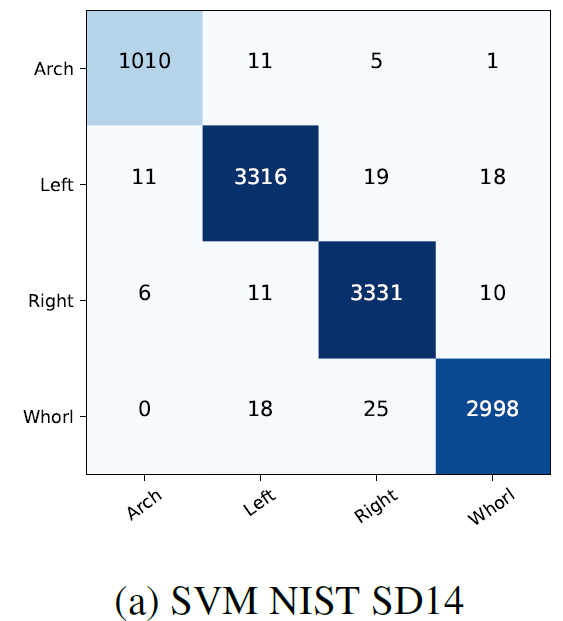 Arch 1010 11 5 1
Left 11 3316 19 18
Right 6 11 3331 10
Whorl 0 18 25 2998
Arch Left Right Whorl
(a) SVM NIST SD14